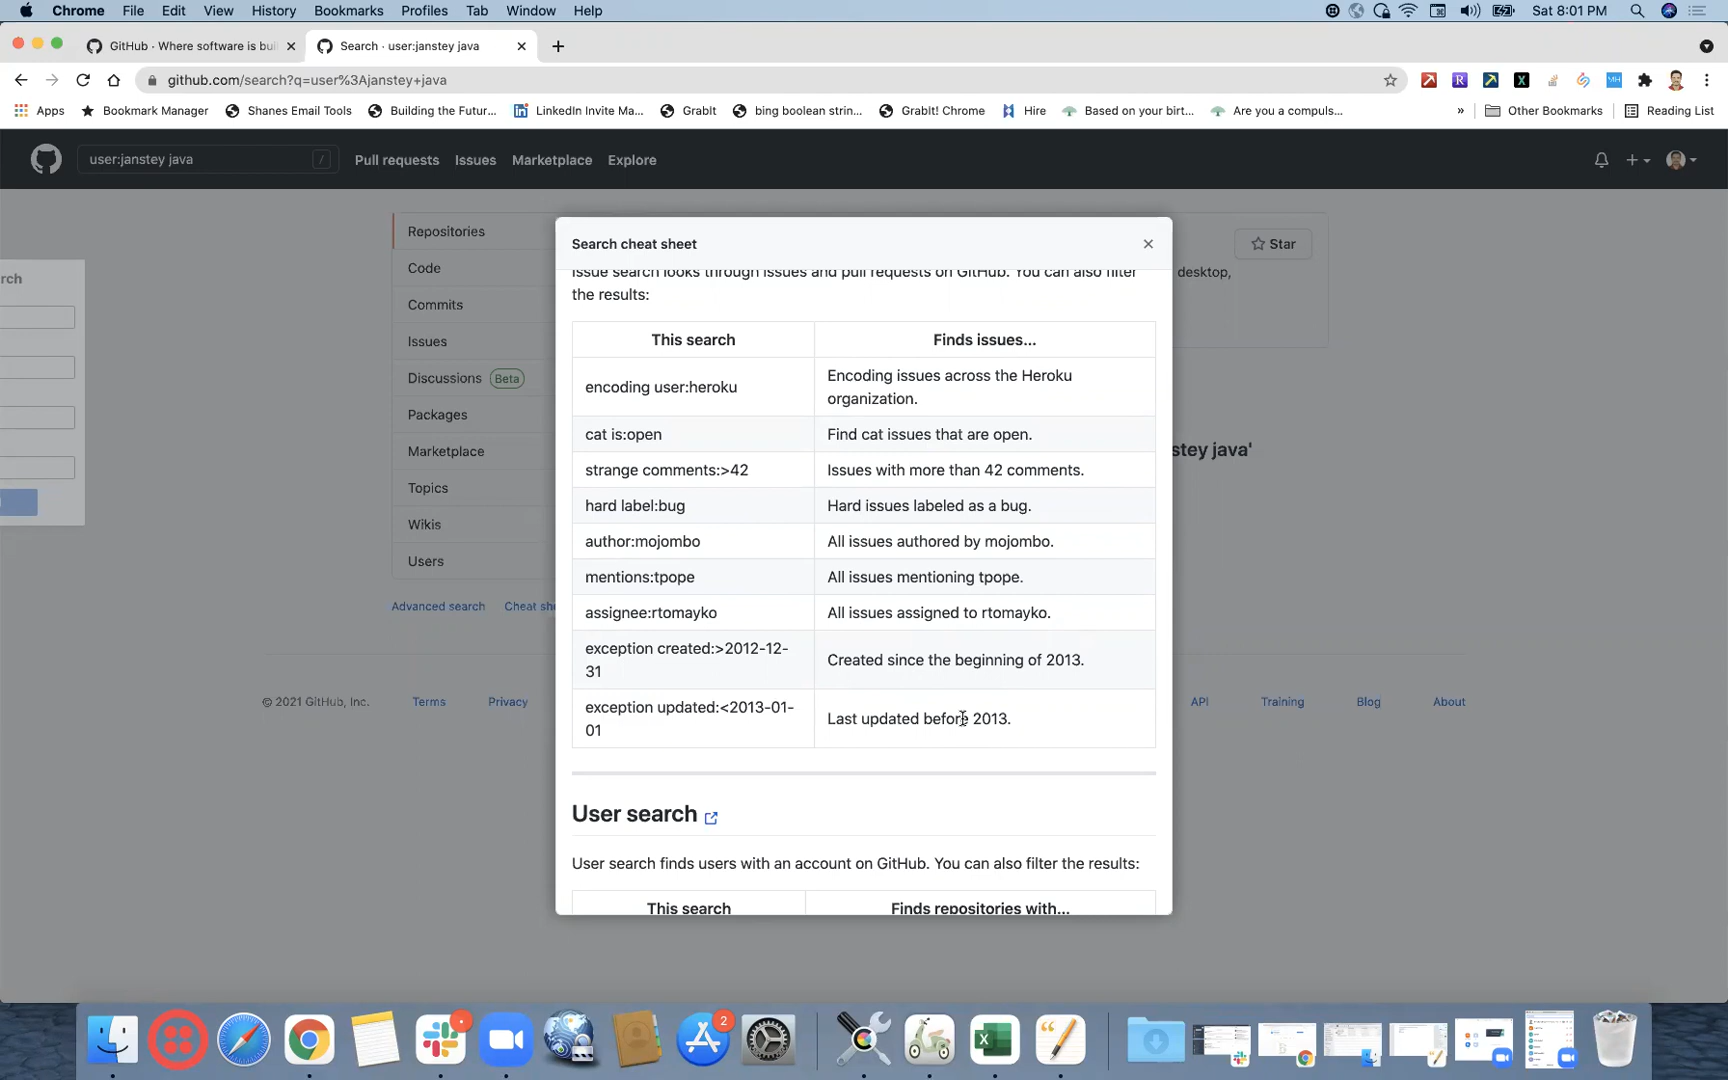 Chrome File Edit View History Bookmarks Profiles Tab Window Help Sat 8:01 PM
GitHub · Where software is bui Search · user:janstey java
github.com/search?q=user%3Ajanstey+java
Apps Bookmark Manager Shanes Email Tools Building the Futur... LinkedIn Invite Ma... GrabIt bing boolean strin... GrabIt! Chrome Hire Based on your birt... Are you a compuls... » Other Bookmarks Reading List
user:janstey java / Pull requests Issues Marketplace Explore
rch
Repositories
Code
Commits
Issues
Discussions Beta
Packages
Marketplace
Topics
Wikis
Users
Advanced search Cheat she
Star
desktop,
stey java'
Search cheat sheet
Issue search looks through issues and pull requests on GitHub. You can also filter
the results:
This search Finds issues...
encoding user:heroku Encoding issues across the Heroku
organization.
cat is:open Find cat issues that are open.
strange comments:>42 Issues with more than 42 comments.
hard label:bug Hard issues labeled as a bug.
author:mojombo All issues authored by mojombo.
mentions:tpope All issues mentioning tpope.
assignee:rtomayko All issues assigned to rtomayko.
exception created:>2012-12-
31 Created since the beginning of 2013.
exception updated:<2013-01-
01 Last updated before 2013.
User search
User search finds users with an account on GitHub. You can also filter the results:
This search Finds repositories with...
© 2021 GitHub, Inc. Terms Privacy API Training Blog About
2